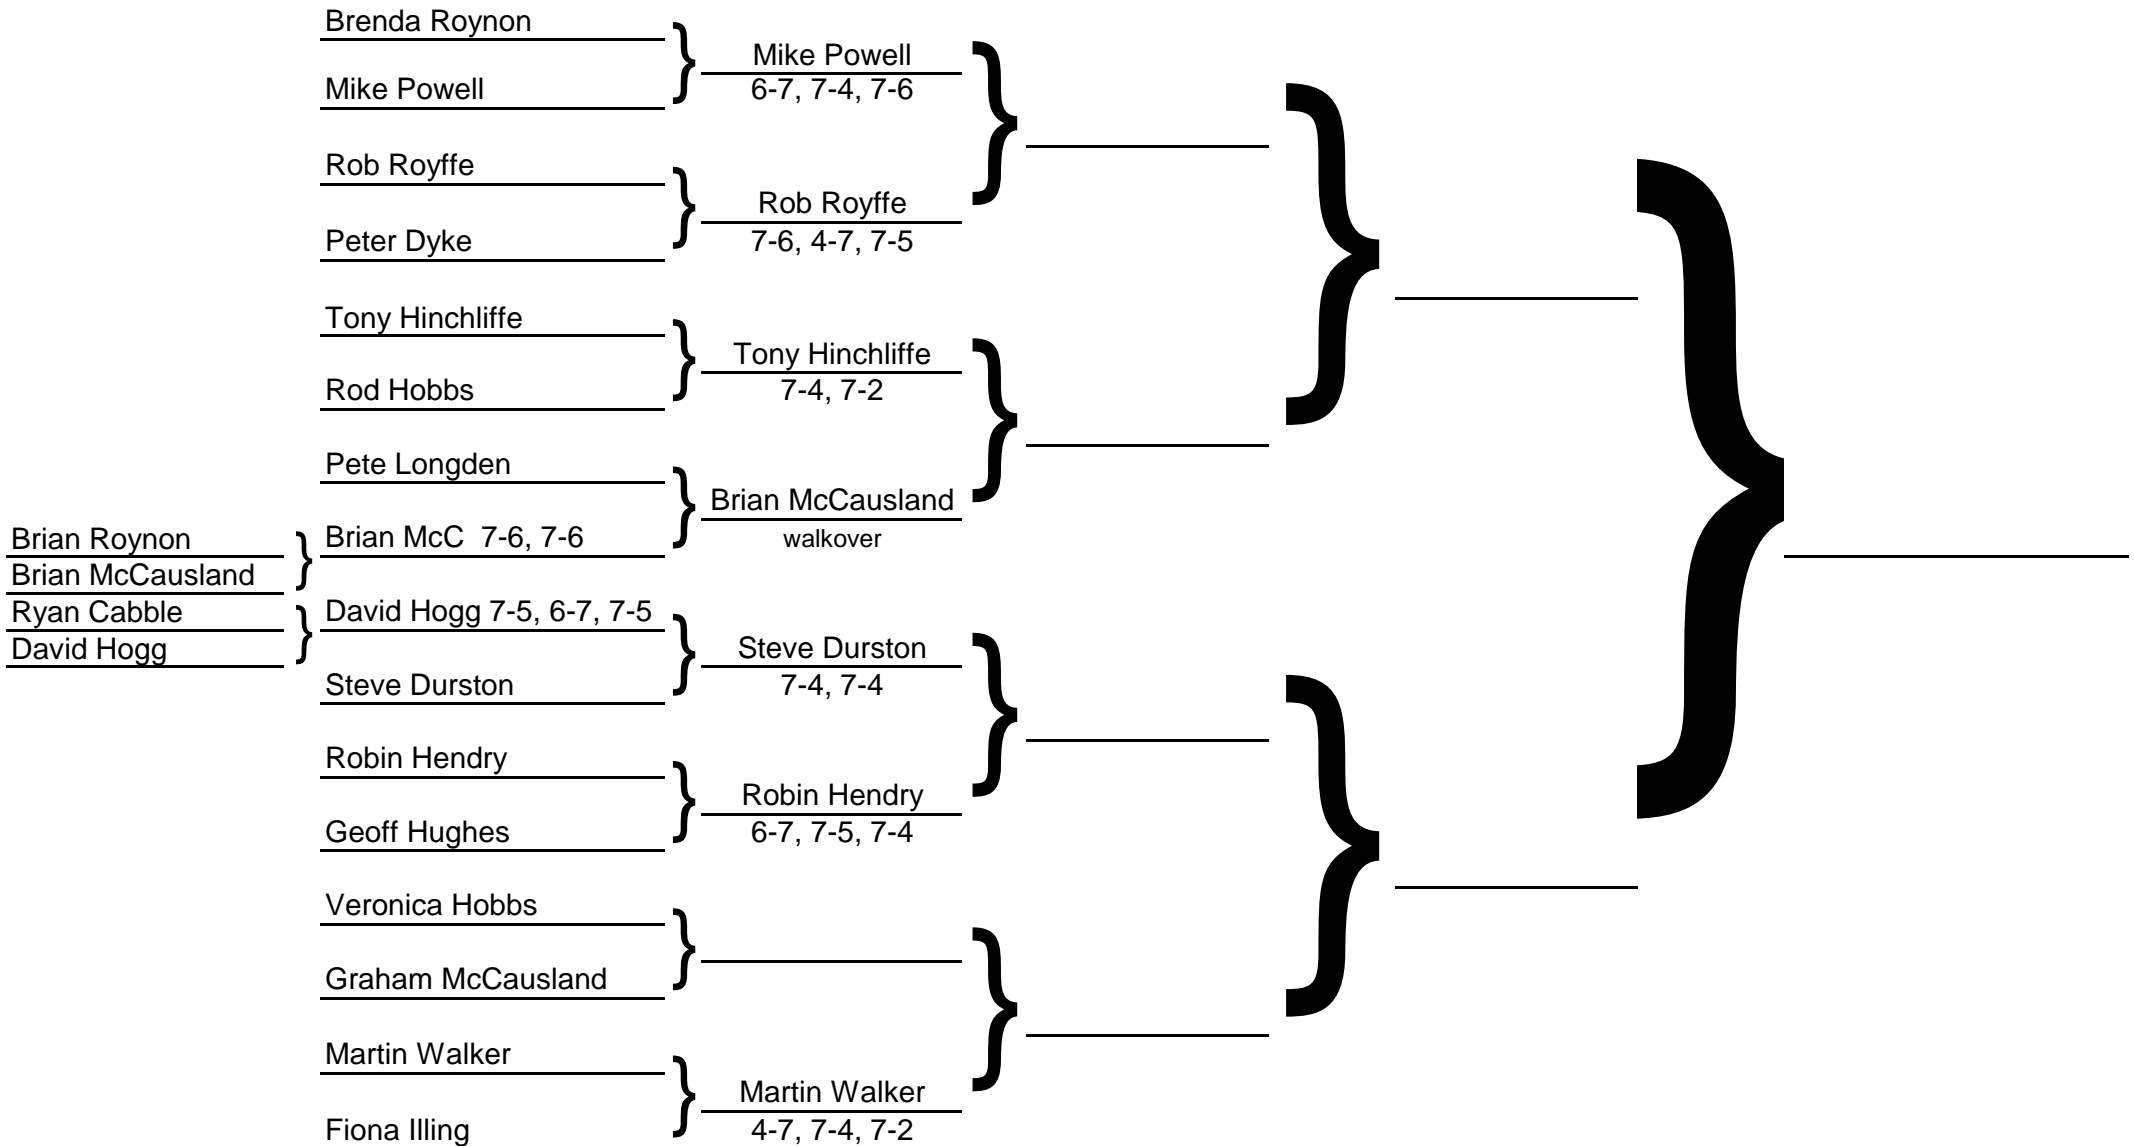 Brenda Roynon
Mike Powell
Mike Powell
6-7, 7-4, 7-6
Rob Royffe
Peter Dyke
Rob Royffe
7-6, 4-7, 7-5
Tony Hinchliffe
Rod Hobbs
Tony Hinchliffe
7-4, 7-2
Pete Longden
Brian McCausland
walkover
Brian Roynon
Brian McCausland
Brian McC 7-6, 7-6
Ryan Cabble
David Hogg
David Hogg 7-5, 6-7, 7-5
Steve Durston
Steve Durston
7-4, 7-4
Robin Hendry
Geoff Hughes
Robin Hendry
6-7, 7-5, 7-4
Veronica Hobbs
Graham McCausland
Martin Walker
Fiona Illing
Martin Walker
4-7, 7-4, 7-2